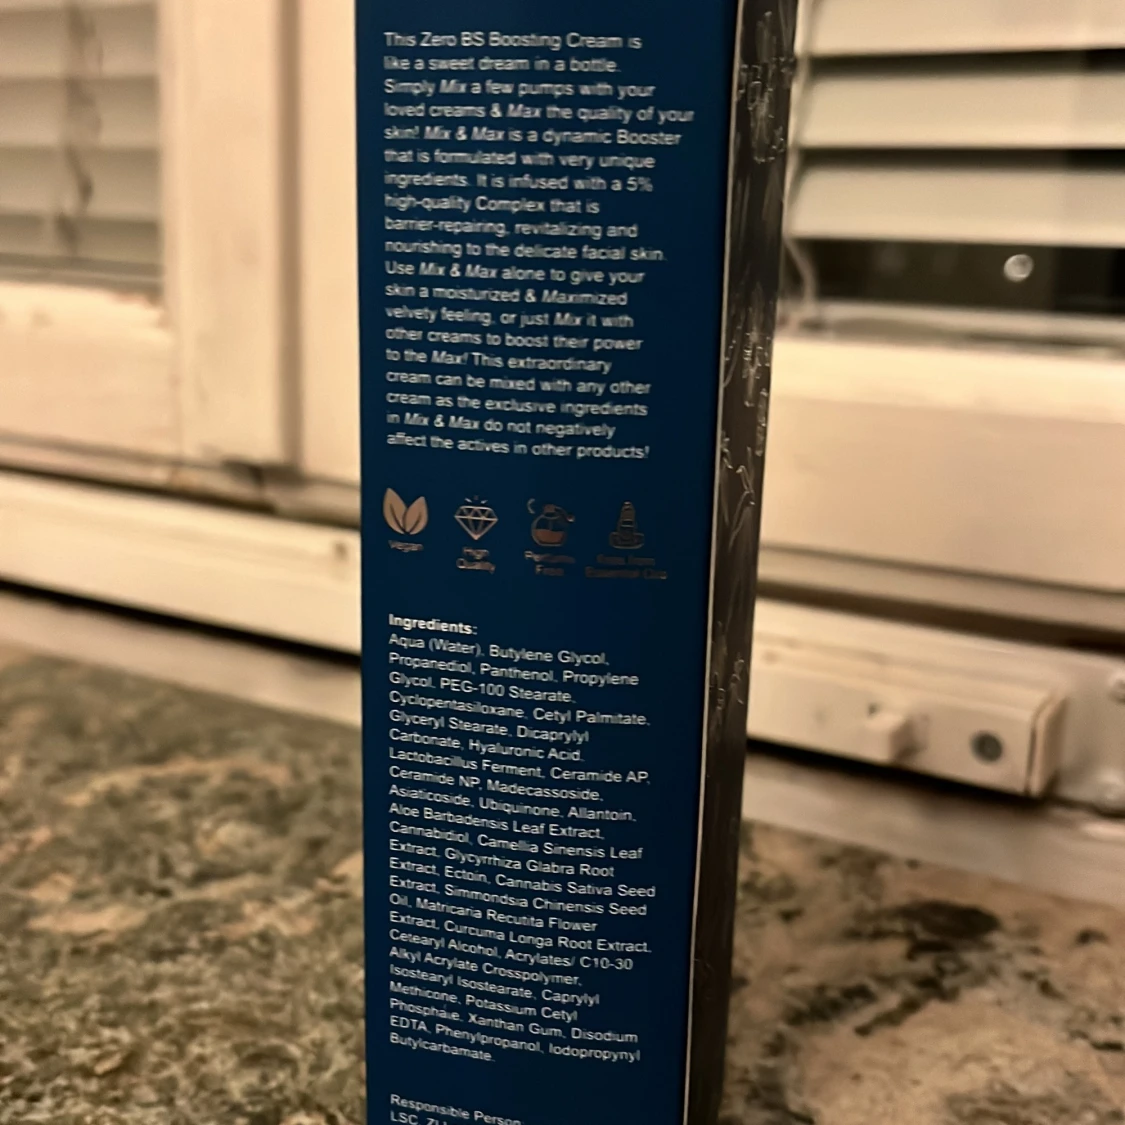 This Zero BS Boosting Cream is
like a sweet dream in a bottle.
Simply Mix a few pumps with your
loved creams & Max the quality of your
skin! Mix & Max is a dynamic Booster
that is formulated with very unique
ingredients. It is infused with a 5%
high-quality Complex that is
barrier-repairing, revitalizing and
nourishing to the delicate facial skin.
Use Mix & Max alone to give your
skin a moisturized & Maximized
velvety feeling, or just Mix it with
other creams to boost their power
to the Max! This extraordinary
cream can be mixed with any other
cream as the exclusive ingredients
in Mix & Max do not negatively
affect the actives in other products!
Vegan
High
Quality
Perfume
Free
Free from
Essential Oils
Ingredients:
Aqua (Water), Butylene Glycol,
Propanediol, Panthenol, Propylene
Glycol, PEG-100 Stearate,
Cyclopentasiloxane, Cetyl Palmitate,
Glyceryl Stearate, Dicaprylyl
Carbonate, Hyaluronic Acid,
Lactobacillus Ferment, Ceramide AP,
Ceramide NP, Madecassoside,
Asiaticoside, Ubiquinone, Allantoin,
Aloe Barbadensis Leaf Extract,
Cannabidiol, Camellia Sinensis Leaf
Extract, Glycyrrhiza Glabra Root
Extract, Ectoin, Cannabis Sativa Seed
Extract, Simmondsia Chinensis Seed
Oil, Matricaria Recutita Flower
Extract, Curcuma Longa Root Extract,
Cetearyl Alcohol, Acrylates/ C10-30
Alkyl Acrylate Crosspolymer,
Isostearyl Isostearate, Caprylyl
Methicone, Potassium Cetyl
Phosphate, Xanthan Gum, Disodium
EDTA, Phenylpropanol, Iodopropynyl
Butylcarbamate.
Responsible Person
LSC